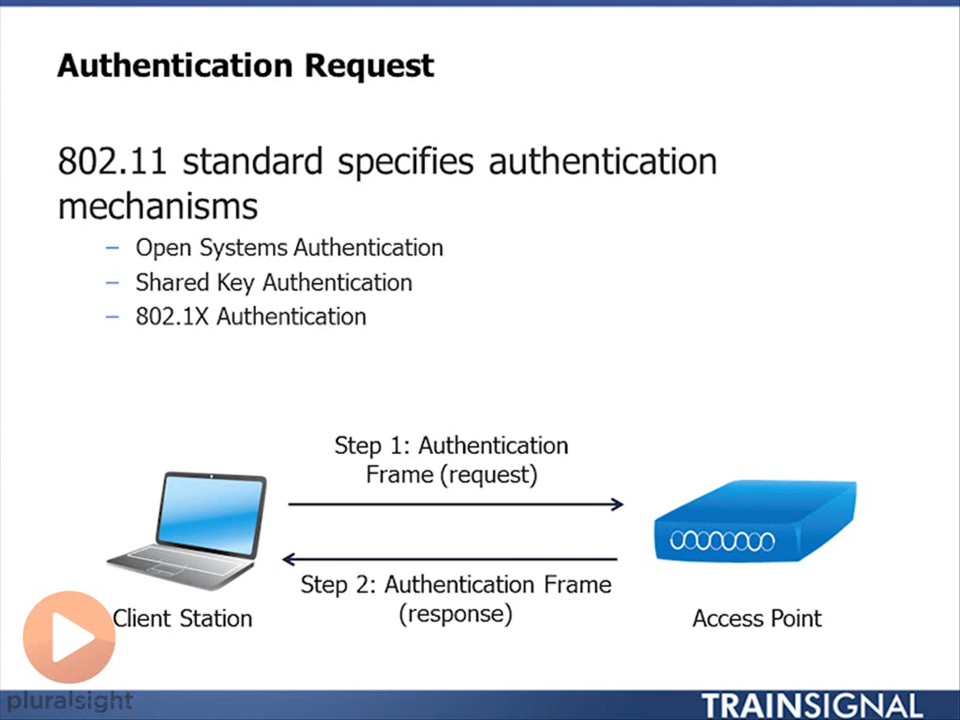 Authentication Request
802.11 standard specifies authentication
mechanisms
– Open Systems Authentication
– Shared Key Authentication
– 802.1X Authentication
Step 1: Authentication
Frame (request)
Step 2: Authentication Frame
(response)
Client Station
Access Point
pluralsight
TRAINSIGNAL